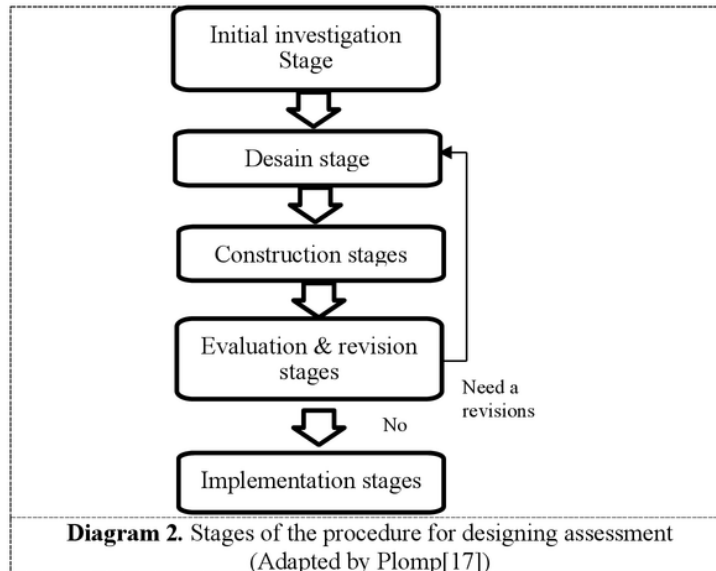 Initial investigation
Stage
Desain stage
Construction stages
Evaluation & revision
stages
Need a
revisions
No
Implementation stages
Diagram 2. Stages of the procedure for designing assessment
(Adapted by Plomp[17])